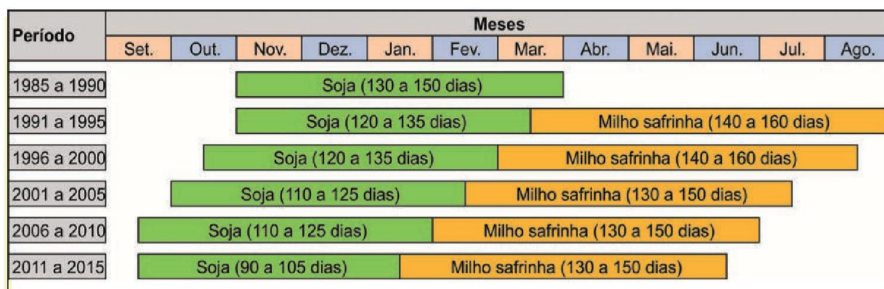 Período
Meses
Set. Out. Nov. Dez. Jan. Fev. Mar. Abr. Mai. Jun. Jul. Ago.
1985 a 1990 Soja (130 a 150 dias)
1991 a 1995 Soja (120 a 135 dias) Milho safrinha (140 a 160 dias)
1996 a 2000 Soja (120 a 135 dias) Milho safrinha (140 a 160 dias)
2001 a 2005 Soja (110 a 125 dias) Milho safrinha (130 a 150 dias)
2006 a 2010 Soja (110 a 125 dias) Milho safrinha (130 a 150 dias)
2011 a 2015 Soja (90 a 105 dias) Milho safrinha (130 a 150 dias)